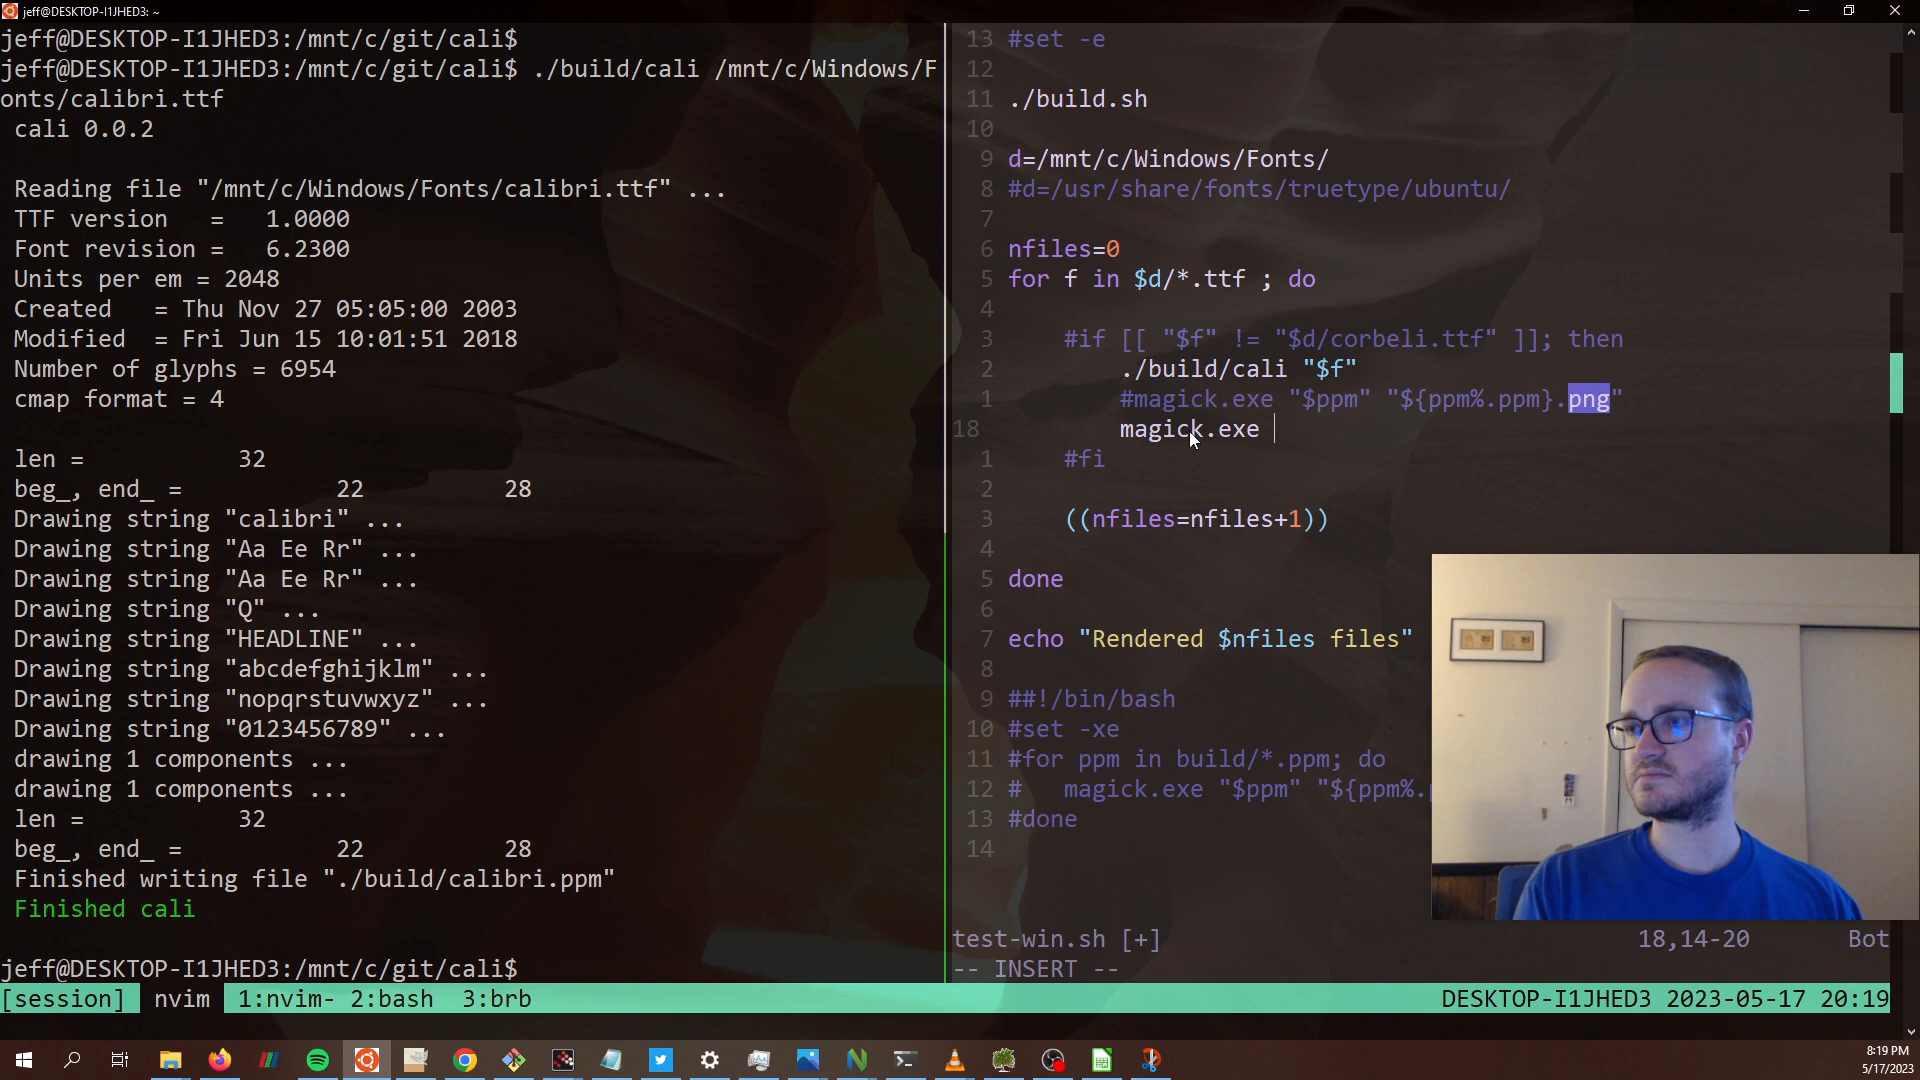 jeff@DESKTOP-I1JHED3: ~
jeff@DESKTOP-I1JHED3:/mnt/c/git/cali$
jeff@DESKTOP-I1JHED3:/mnt/c/git/cali$ ./build/cali /mnt/c/Windows/F
onts/calibri.ttf
cali 0.0.2
Reading file "/mnt/c/Windows/Fonts/calibri.ttf" ...
TTF version   =   1.0000
Font revision =   6.2300
Units per em = 2048
Created   = Thu Nov 27 05:05:00 2003
Modified  = Fri Jun 15 10:01:51 2018
Number of glyphs = 6954
cmap format = 4
len =           32
beg_, end_ =           22          28
Drawing string "calibri" ...
Drawing string "Aa Ee Rr" ...
Drawing string "Aa Ee Rr" ...
Drawing string "Q" ...
Drawing string "HEADLINE" ...
Drawing string "abcdefghijklm" ...
Drawing string "nopqrstuvwxyz" ...
Drawing string "0123456789" ...
drawing 1 components ...
drawing 1 components ...
len =           32
beg_, end_ =           22          28
Finished writing file "./build/calibri.ppm"
Finished cali
jeff@DESKTOP-I1JHED3:/mnt/c/git/cali$
13 #set -e
12
11 ./build.sh
10
9 d=/mnt/c/Windows/Fonts/
8 #d=/usr/share/fonts/truetype/ubuntu/
7
6 nfiles=0
5 for f in $d/*.ttf ; do
4
3     #if [[ "$f" != "$d/corbeli.ttf" ]]; then
2         ./build/cali "$f"
1         #magick.exe "$ppm" "${ppm%.ppm}.png"
18         magick.exe
1     #fi
2
3     ((nfiles=nfiles+1))
4
5 done
6
7 echo "Rendered $nfiles files"
8
9 ##!/bin/bash
10 #set -xe
11 #for ppm in build/*.ppm; do
12 #   magick.exe "$ppm" "${ppm%.
13 #done
14
test-win.sh [+] 18,14-20 Bot
-- INSERT --
[session] nvim 1:nvim- 2:bash  3:brb DESKTOP-I1JHED3 2023-05-17 20:19
8:19 PM
5/17/2023